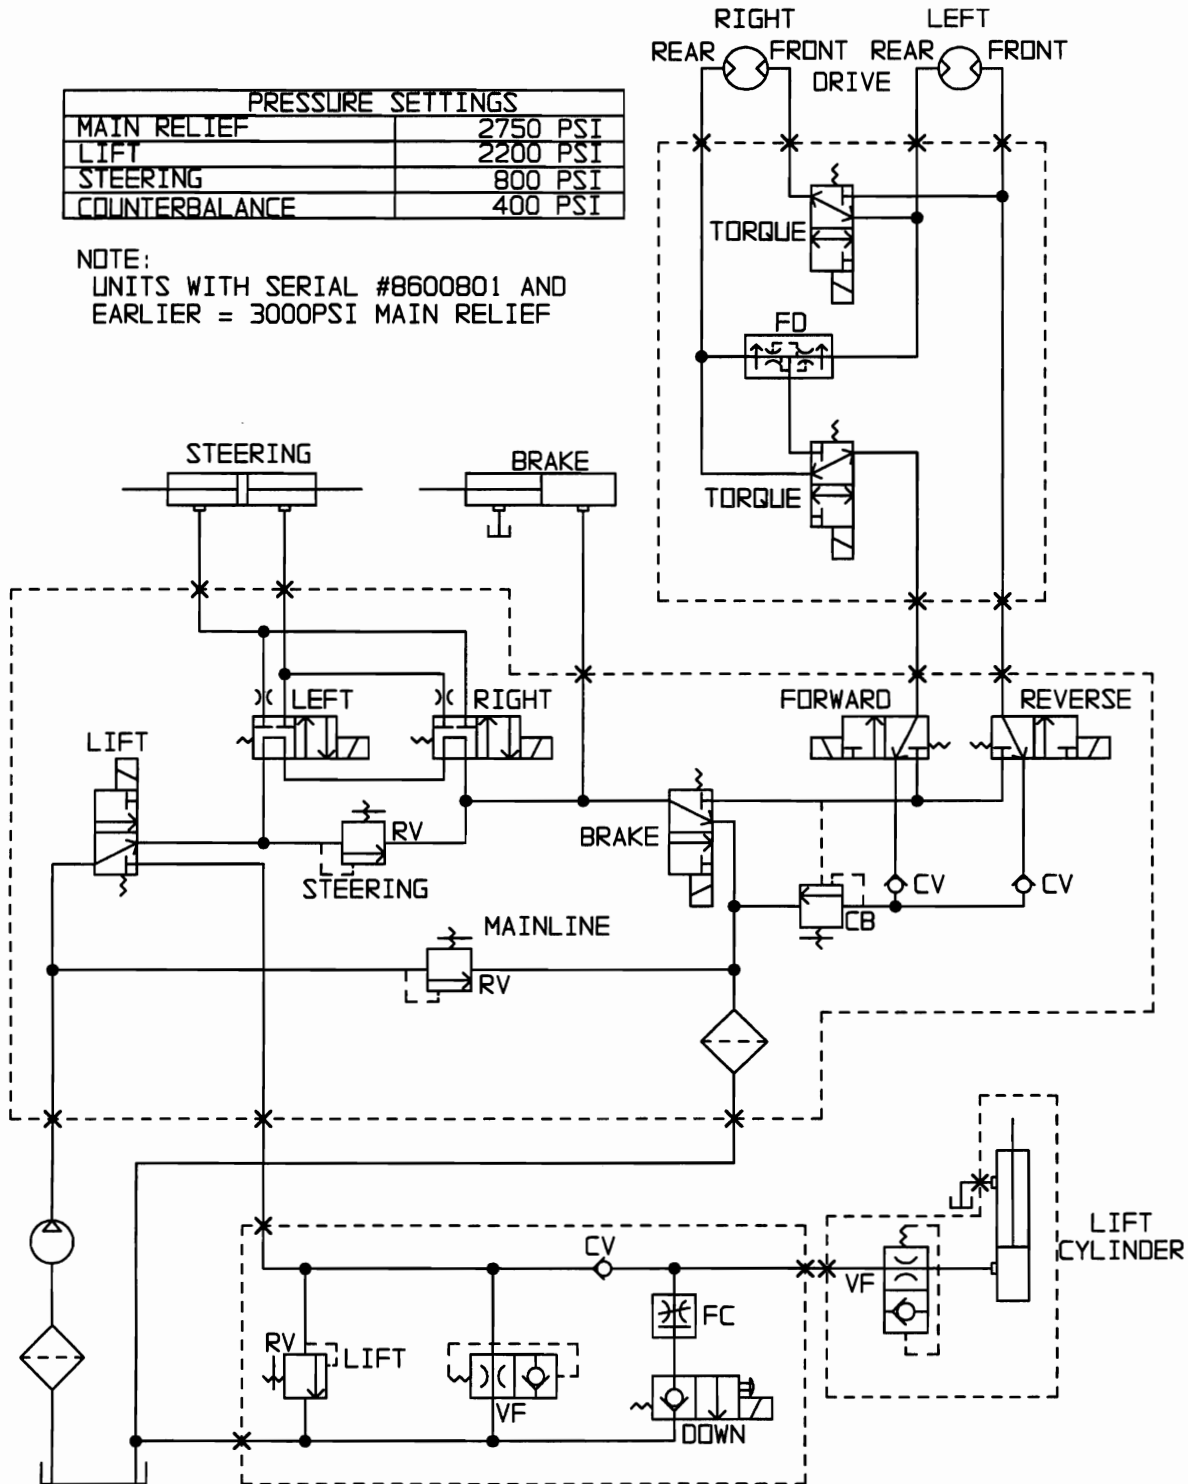 RIGHT LEFT
REAR FRONT REAR FRONT
DRIVE
PRESSURE SETTINGS
MAIN RELIEF 2750 PSI
LIFT 2200 PSI
STEERING 800 PSI
COUNTERBALANCE 400 PSI
NOTE:
UNITS WITH SERIAL #8600801 AND
EARLIER = 3000PSI MAIN RELIEF
TORQUE
FD
TORQUE
STEERING
BRAKE
LEFT
RIGHT
FORWARD
REVERSE
LIFT
RV
STEERING
BRAKE
CV
CV
CB
MAINLINE
RV
LIFT
CYLINDER
CV
VF
FC
RV
LIFT
VF
DOWN